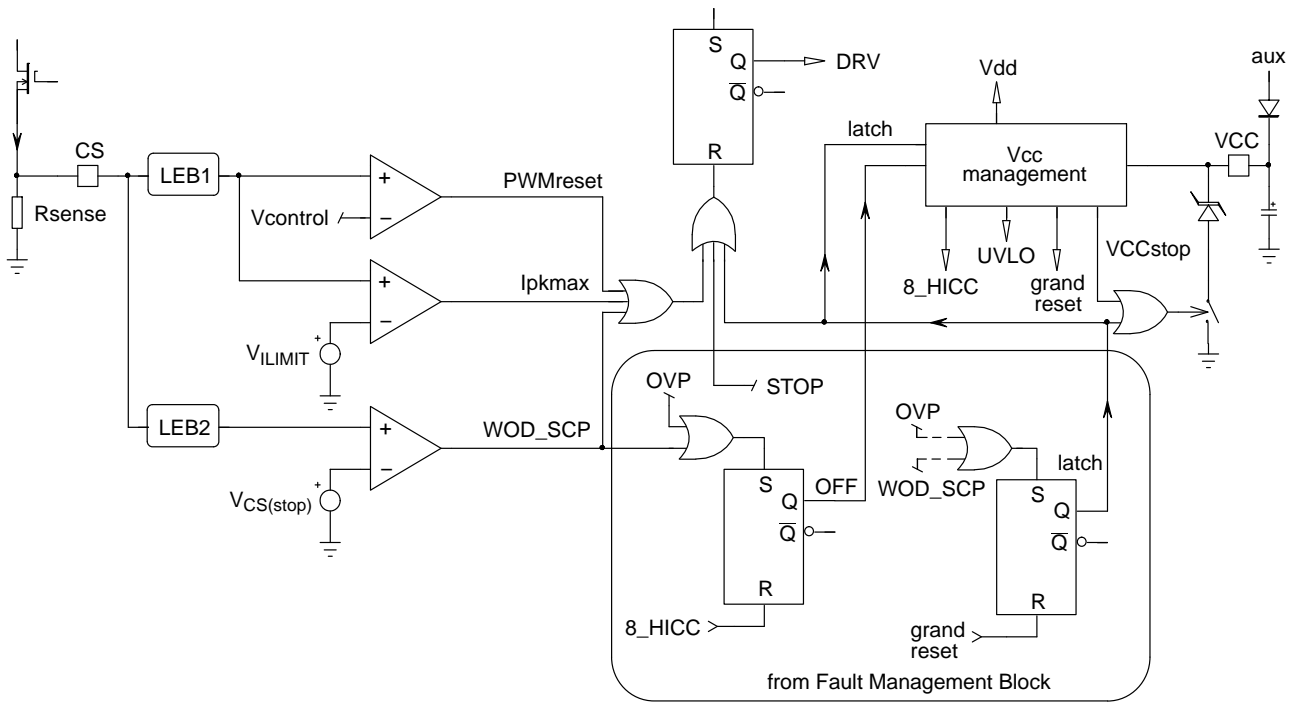 S
Q
Q
R
DRV
aux
Vdd
latch
VCC
Vcc
management
CS
LEB1
+
−
PWMreset
Vcontrol
Rsense
UVLO
VCCstop
8_HICC
grand
reset
+
−
Ipkmax
+
VILIMIT
OVP
STOP
LEB2
+
−
WOD_SCP
+
VCS(stop)
OVP
WOD_SCP
latch
S
Q
Q
R
OFF
S
Q
Q
R
8_HICC
grand
reset
from Fault Management Block
+